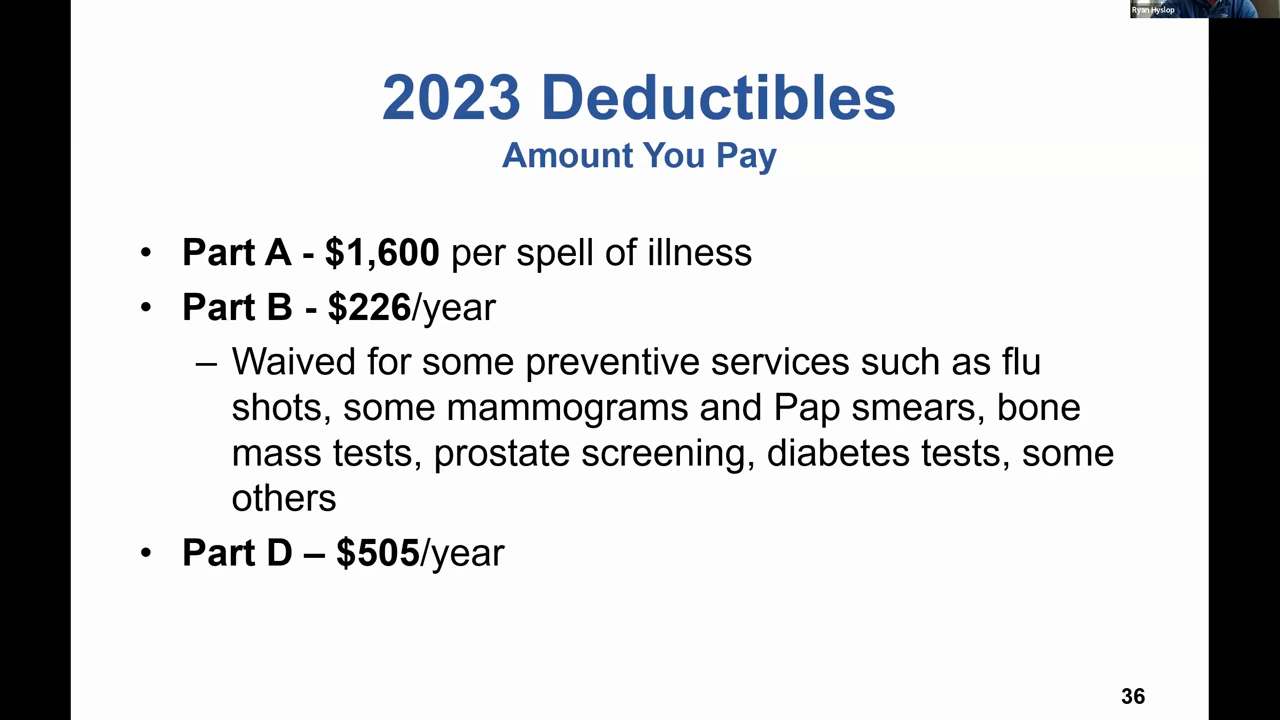 Ryan Hyslop
2023 Deductibles
Amount You Pay
• Part A - $1,600 per spell of illness
• Part B - $226/year
– Waived for some preventive services such as flu
shots, some mammograms and Pap smears, bone
mass tests, prostate screening, diabetes tests, some
others
• Part D – $505/year
36